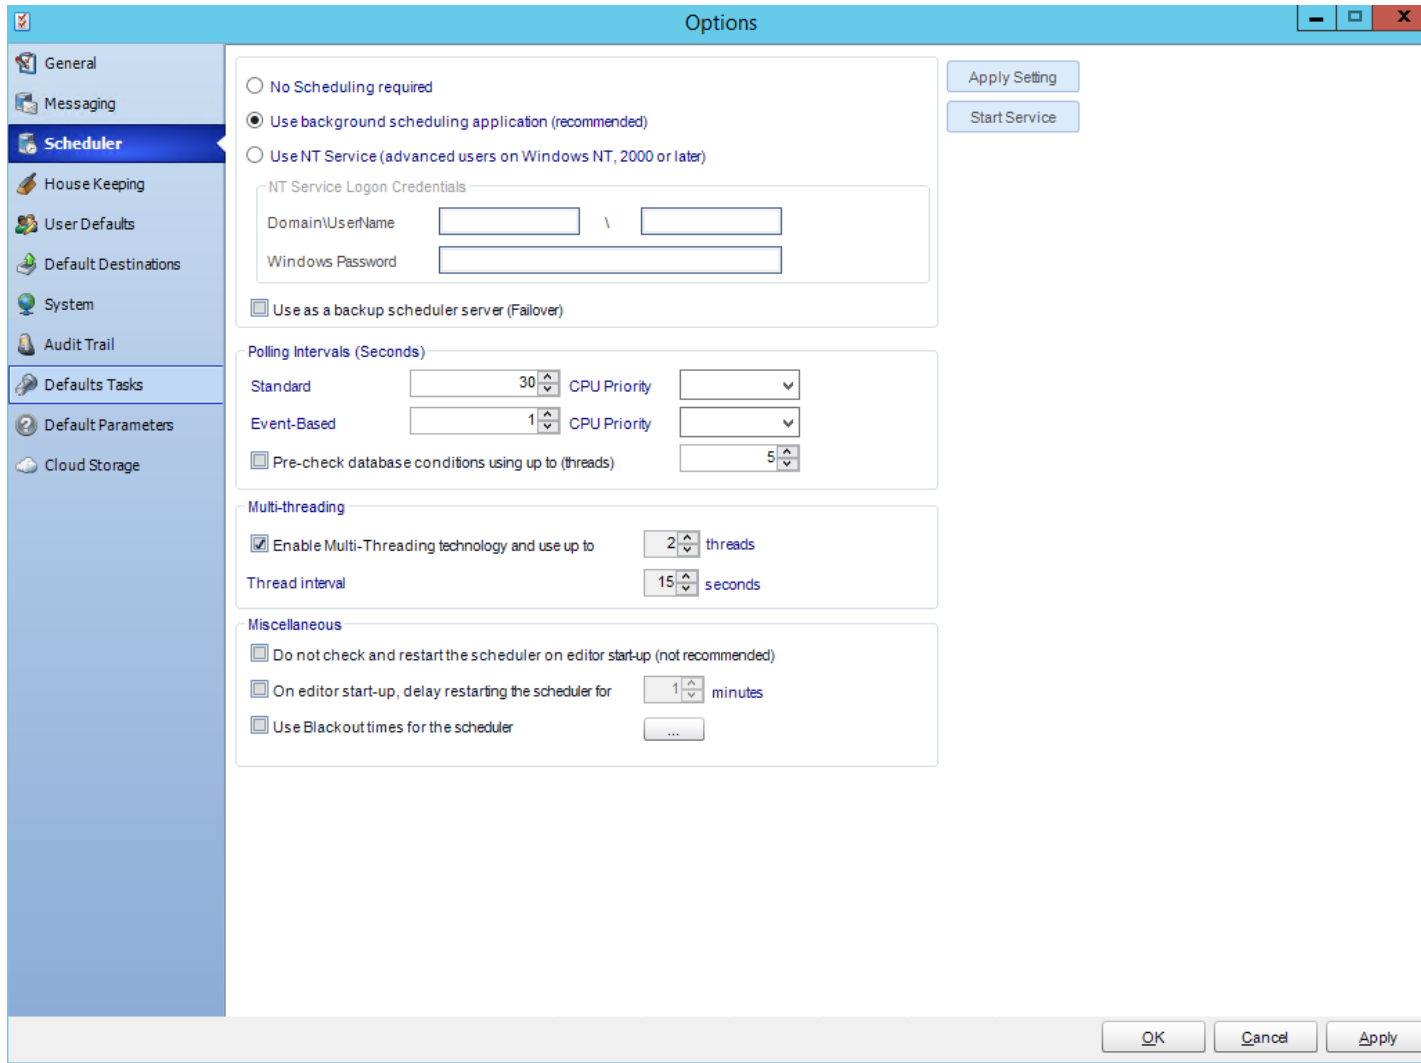 Options
General
Messaging
Scheduler
House Keeping
User Defaults
Default Destinations
System
Audit Trail
Defaults Tasks
Default Parameters
Cloud Storage
No Scheduling required
Use background scheduling application (recommended)
Use NT Service (advanced users on Windows NT, 2000 or later)
NT Service Logon Credentials
Domain\UserName \
Windows Password
Use as a backup scheduler server (Failover)
Apply Setting
Start Service
Polling Intervals (Seconds)
Standard 30 CPU Priority
Event-Based 1 CPU Priority
Pre-check database conditions using up to (threads) 5
Multi-threading
Enable Multi-Threading technology and use up to 2 threads
Thread interval 15 seconds
Miscellaneous
Do not check and restart the scheduler on editor start-up (not recommended)
On editor start-up, delay restarting the scheduler for 1 minutes
Use Blackout times for the scheduler ...
OK Cancel Apply